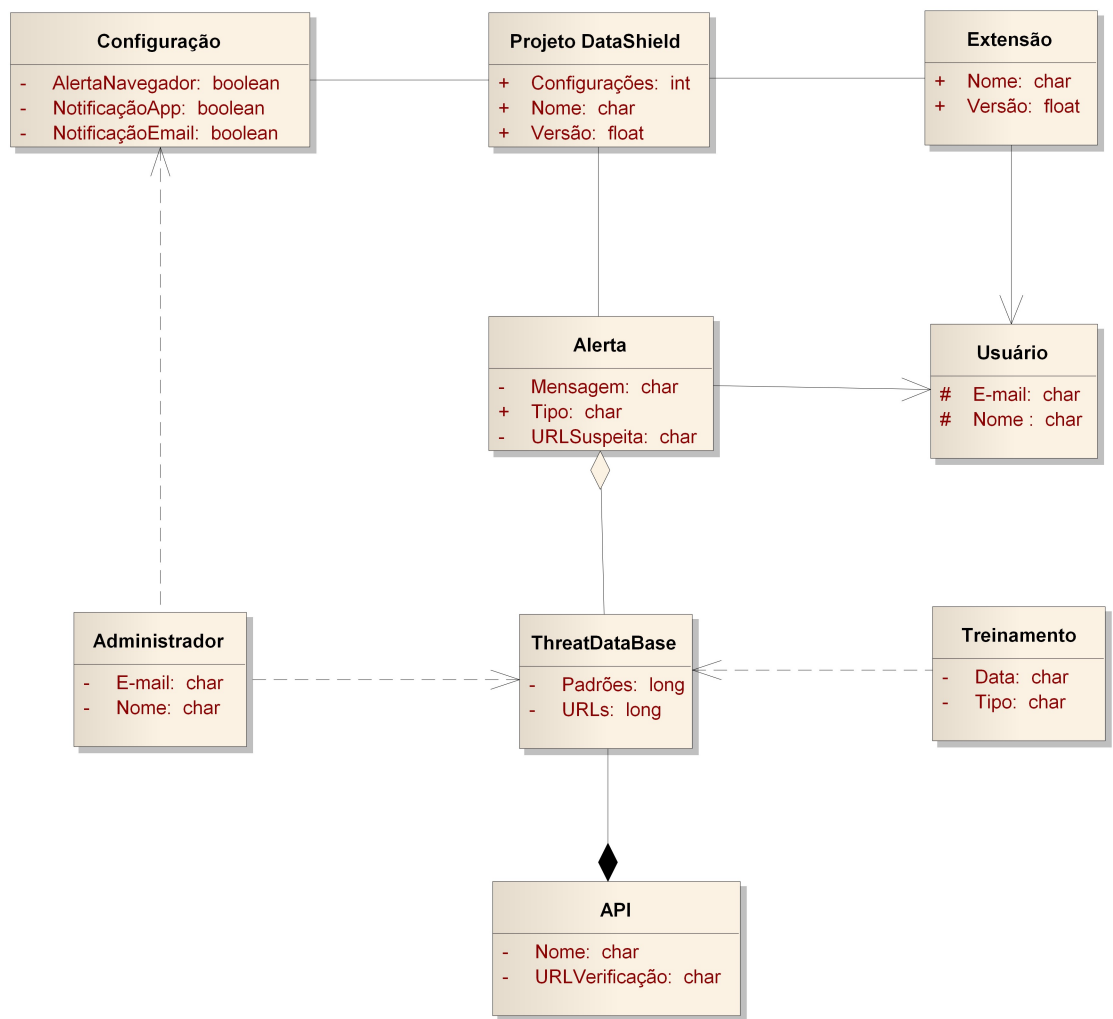 Configuração
- AlertaNavegador: boolean
- NotificaçãoApp: boolean
- NotificaçãoEmail: boolean
Projeto DataShield
+ Configurações: int
+ Nome: char
+ Versão: float
Extensão
+ Nome: char
+ Versão: float
Alerta
- Mensagem: char
+ Tipo: char
- URLSuspeita: char
Usuário
# E-mail: char
# Nome : char
Administrador
- E-mail: char
- Nome: char
ThreatDataBase
- Padrões: long
- URLs: long
Treinamento
- Data: char
- Tipo: char
API
- Nome: char
- URLVerificação: char